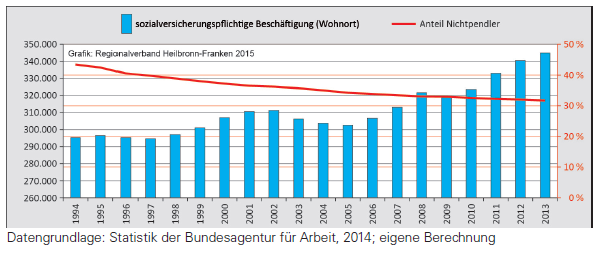 sozialversicherungspflichtige Beschäftigung (Wohnort) Anteil Nichtpendler
Grafik: Regionalverband Heilbronn-Franken 2015
350.000 50 %
340.000
330.000 40 %
320.000
310.000 30 %
300.000
290.000 20 %
280.000
270.000 10 %
260.000 0 %
1994 1995 1996 1997 1998 1999 2000 2001 2002 2003 2004 2005 2006 2007 2008 2009 2010 2011 2012 2013
Datengrundlage: Statistik der Bundesagentur für Arbeit, 2014; eigene Berechnung